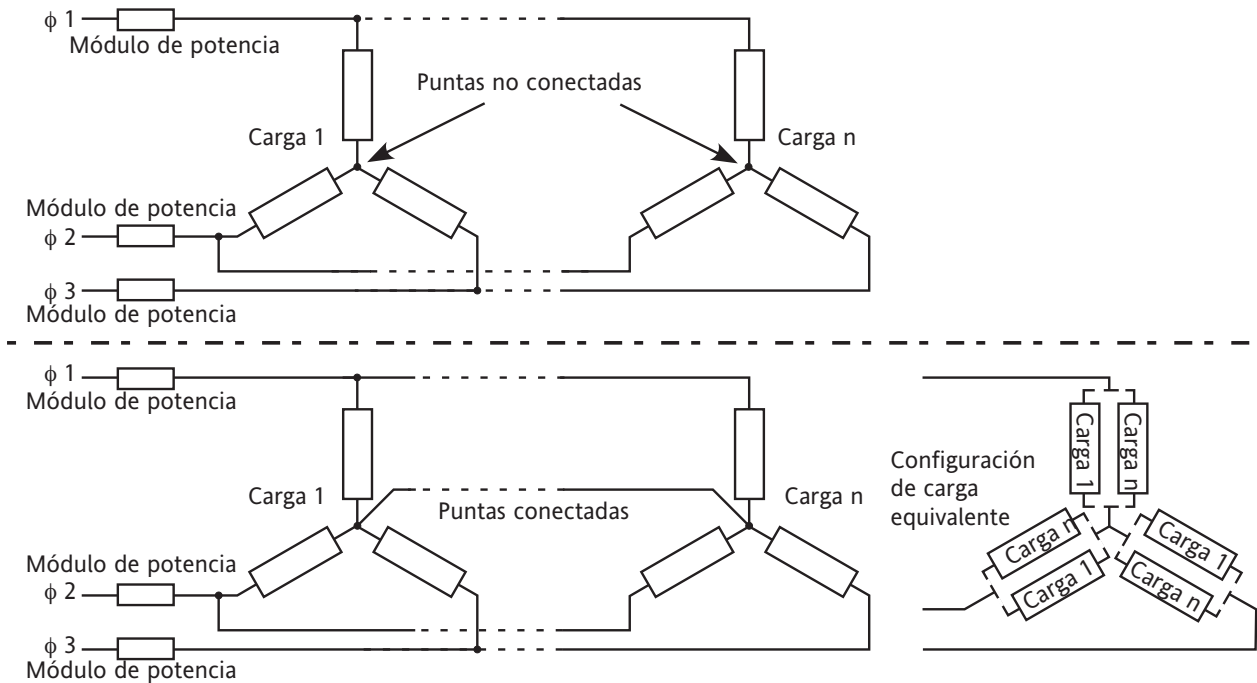 ϕ 1
Módulo de potencia
Puntas no conectadas
Carga 1
Carga n
Módulo de potencia
ϕ 2
ϕ 3
Módulo de potencia
ϕ 1
Módulo de potencia
Carga 1
Puntas conectadas
Carga n
Módulo de potencia
ϕ 2
ϕ 3
Módulo de potencia
Configuración
de carga
equivalente
Carga 1
Carga n
Carga n
Carga 1
Carga 1
Carga n